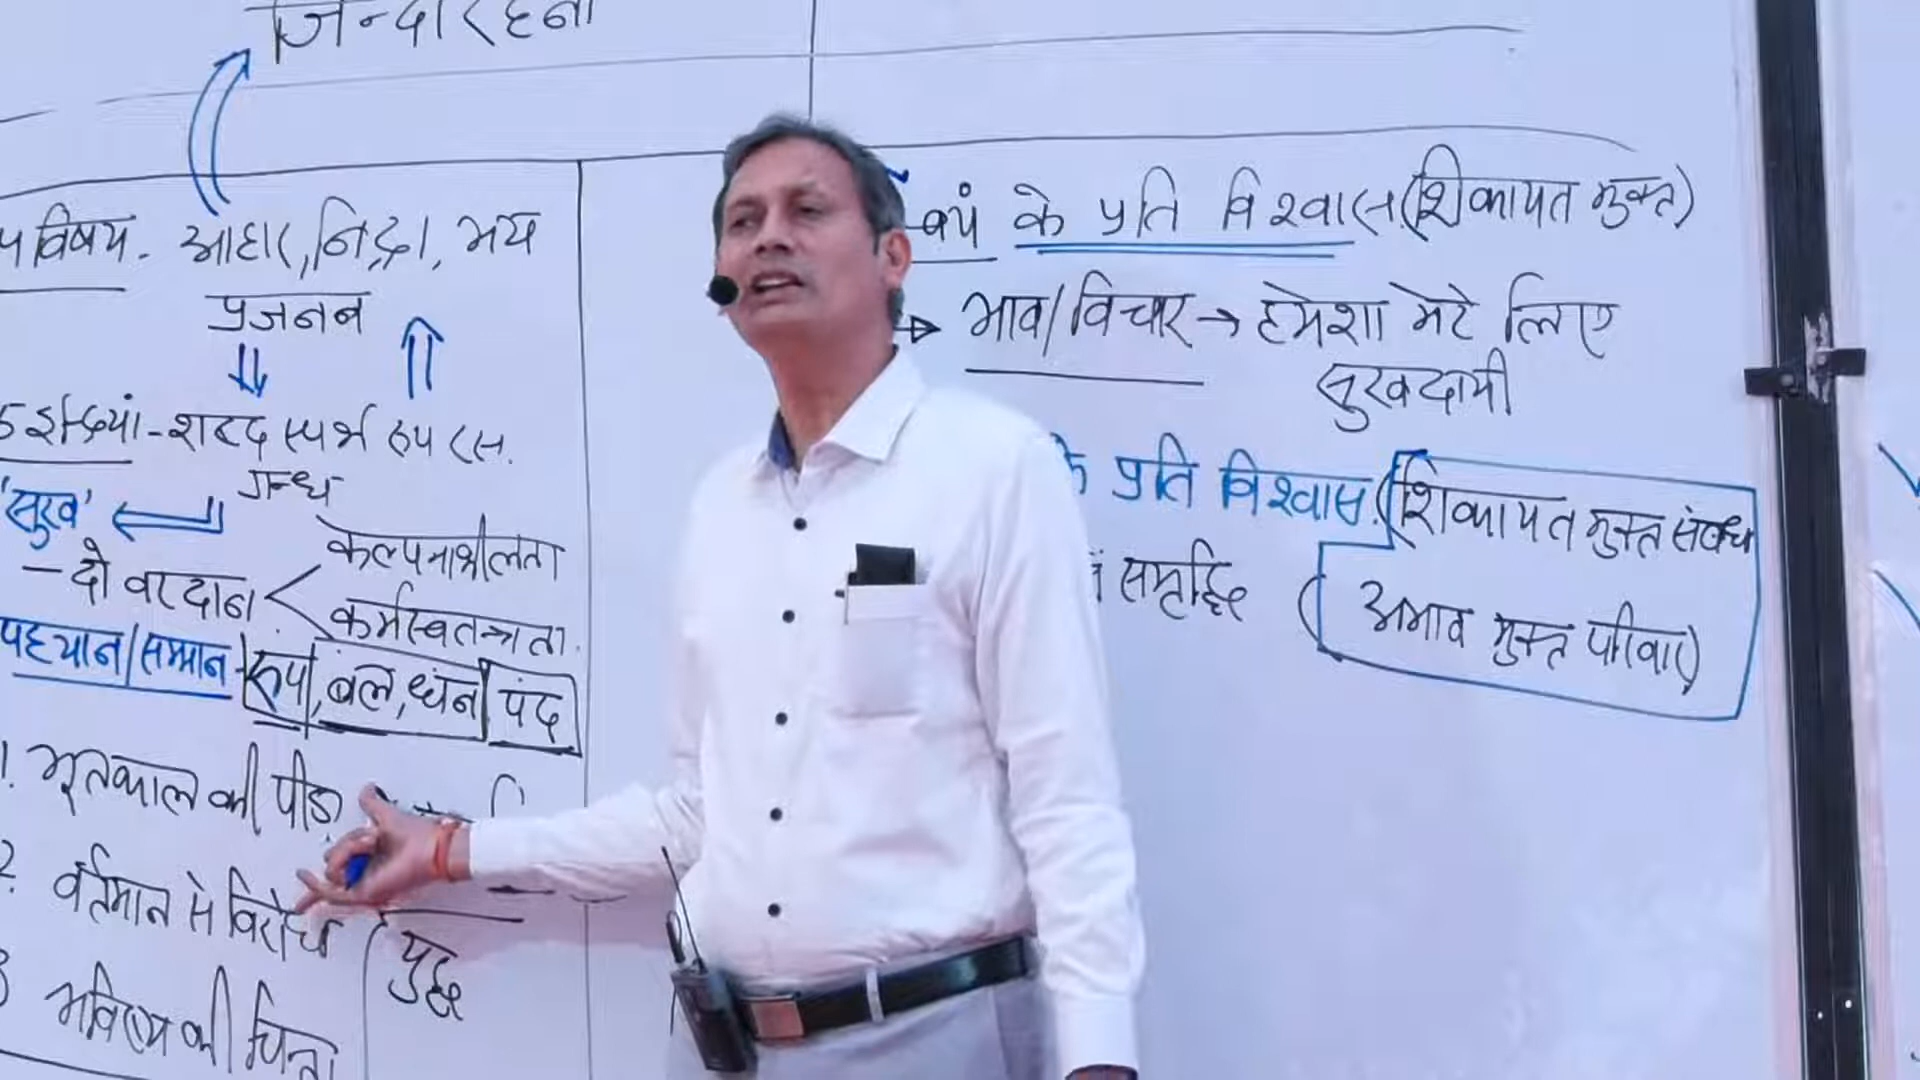 जिन्दा रहना
विषय. आहार, निद्रा, भय
प्रजनन
5 इन्द्रियां - शब्द स्पर्श रुप रस.
गन्ध
'सुख'
- दो वरदान < कल्पनाशीलता
कर्मस्वतन्त्रता.
पहचान/सम्मान - रुप, बल, धन, पद
1. भूतकाल की पीड़ा
2. वर्तमान से विरोध
युद्ध
3 भविष्य की चिन्ता
के प्रति विश्वास. (शिकायत मुक्त)
भाव/विचार → हमेशा मेरे लिए
सुखदायी
के प्रति विश्वास. (शिकायत मुक्त संबन्ध
समृद्धि (अभाव मुक्त परिवार)